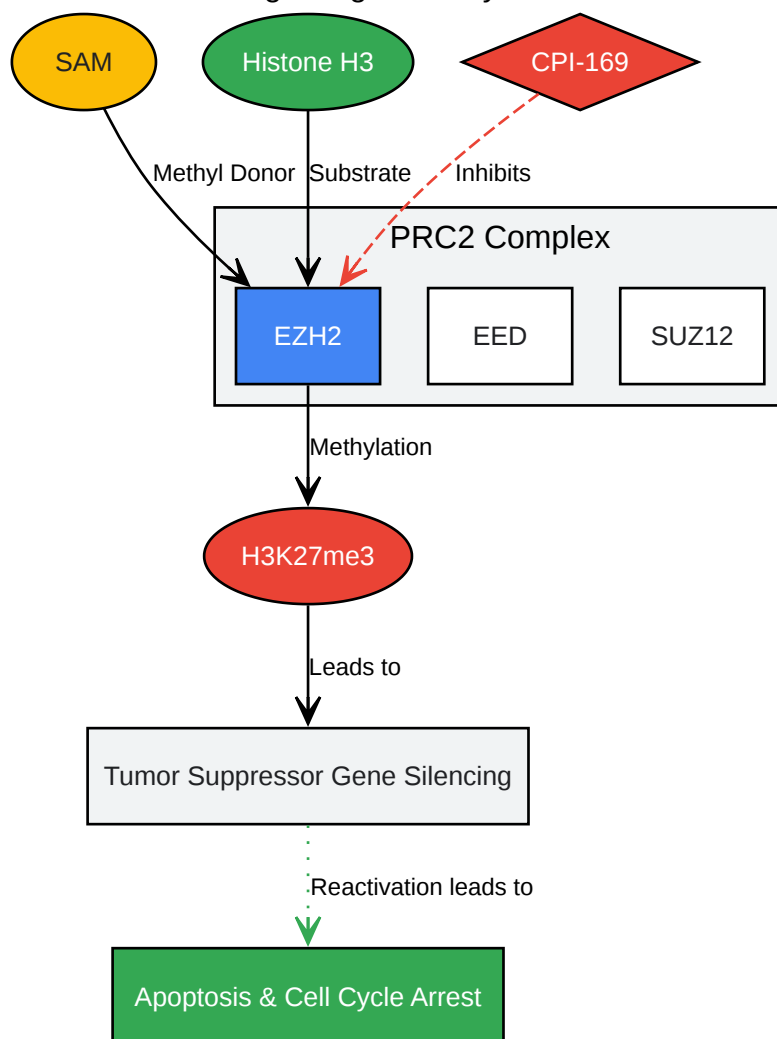 SAM
Histone H3
CPI-169
Methyl Donor
Substrate
Inhibits
PRC2 Complex
EZH2
EED
SUZ12
Methylation
H3K27me3
Leads to
Tumor Suppressor Gene Silencing
Reactivation leads to
Apoptosis & Cell Cycle Arrest